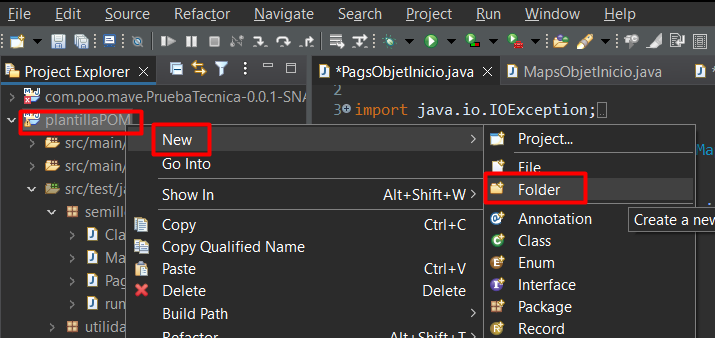 File Edit Source Refactor Navigate Search Project Run Window Help
Project Explorer
*PagsObjetInicio.java
MapsObjetInicio.java
com.poo.mave.PruebaTecnica-0.0.1-SNA
2
3 import java.io.IOException;
plantillaPOM
New
Project...
src/main/
Go Into
File
Ma
src/main/
Show In Alt+Shift+W
Folder
src/test/ja
Create a new
semill
Copy Ctrl+C
Annotation
Cla
Copy Qualified Name
Class
Ma
Paste Ctrl+V
Enum
Pag
Delete Delete
Interface
run
Build Path
Package
utilida
Refactor Alt+Shift+T
Record